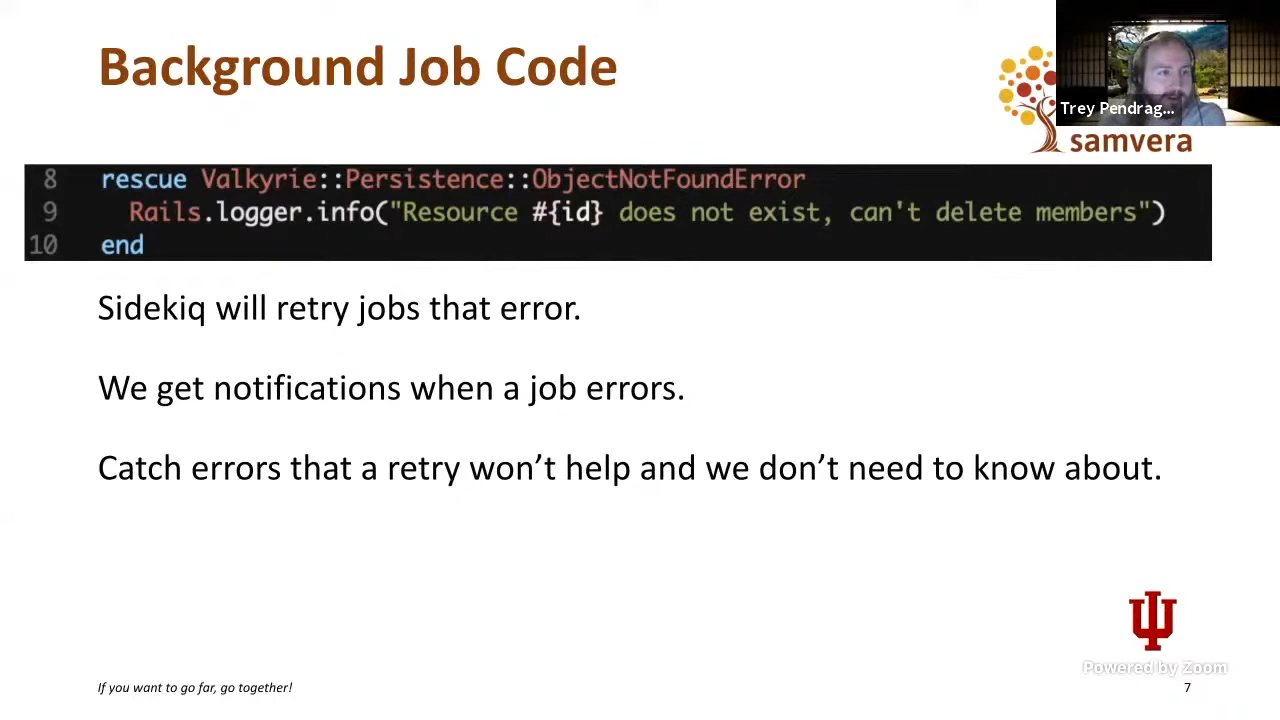 Background Job Code
Trey Pendrag...
samvera
8 rescue Valkyrie::Persistence::ObjectNotFoundError
9 Rails.logger.info("Resource #{id} does not exist, can't delete members")
10 end
Sidekiq will retry jobs that error.
We get notifications when a job errors.
Catch errors that a retry won’t help and we don’t need to know about.
Powered by Zoom
If you want to go far, go together!
7